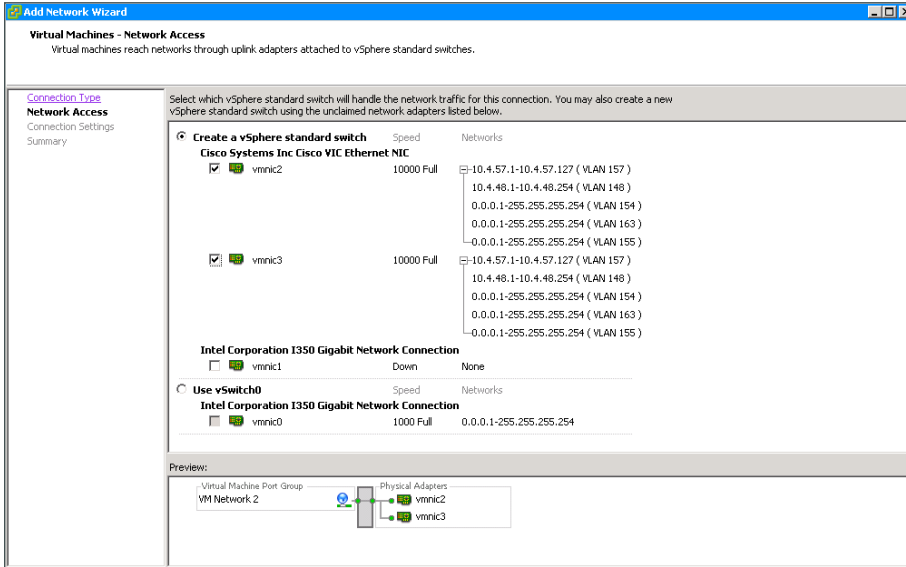 Add Network Wizard
Virtual Machines - Network Access
Virtual machines reach networks through uplink adapters attached to vSphere standard switches.
Connection Type
Network Access
Connection Settings
Summary
Select which vSphere standard switch will handle the network traffic for this connection. You may also create a new
vSphere standard switch using the unclaimed network adapters listed below.
Create a vSphere standard switch Speed Networks
Cisco Systems Inc Cisco VIC Ethernet NIC
vmnic2 10000 Full 10.4.57.1-10.4.57.127 ( VLAN 157 )
10.4.48.1-10.4.48.254 ( VLAN 148 )
0.0.0.1-255.255.255.254 ( VLAN 154 )
0.0.0.1-255.255.255.254 ( VLAN 163 )
0.0.0.1-255.255.255.254 ( VLAN 155 )
vmnic3 10000 Full 10.4.57.1-10.4.57.127 ( VLAN 157 )
10.4.48.1-10.4.48.254 ( VLAN 148 )
0.0.0.1-255.255.255.254 ( VLAN 154 )
0.0.0.1-255.255.255.254 ( VLAN 163 )
0.0.0.1-255.255.255.254 ( VLAN 155 )
Intel Corporation I350 Gigabit Network Connection
vmnic1 Down None
Use vSwitch0 Speed Networks
Intel Corporation I350 Gigabit Network Connection
vmnic0 1000 Full 0.0.0.1-255.255.255.254
Preview:
Virtual Machine Port Group Physical Adapters
VM Network 2 vmnic2
vmnic3